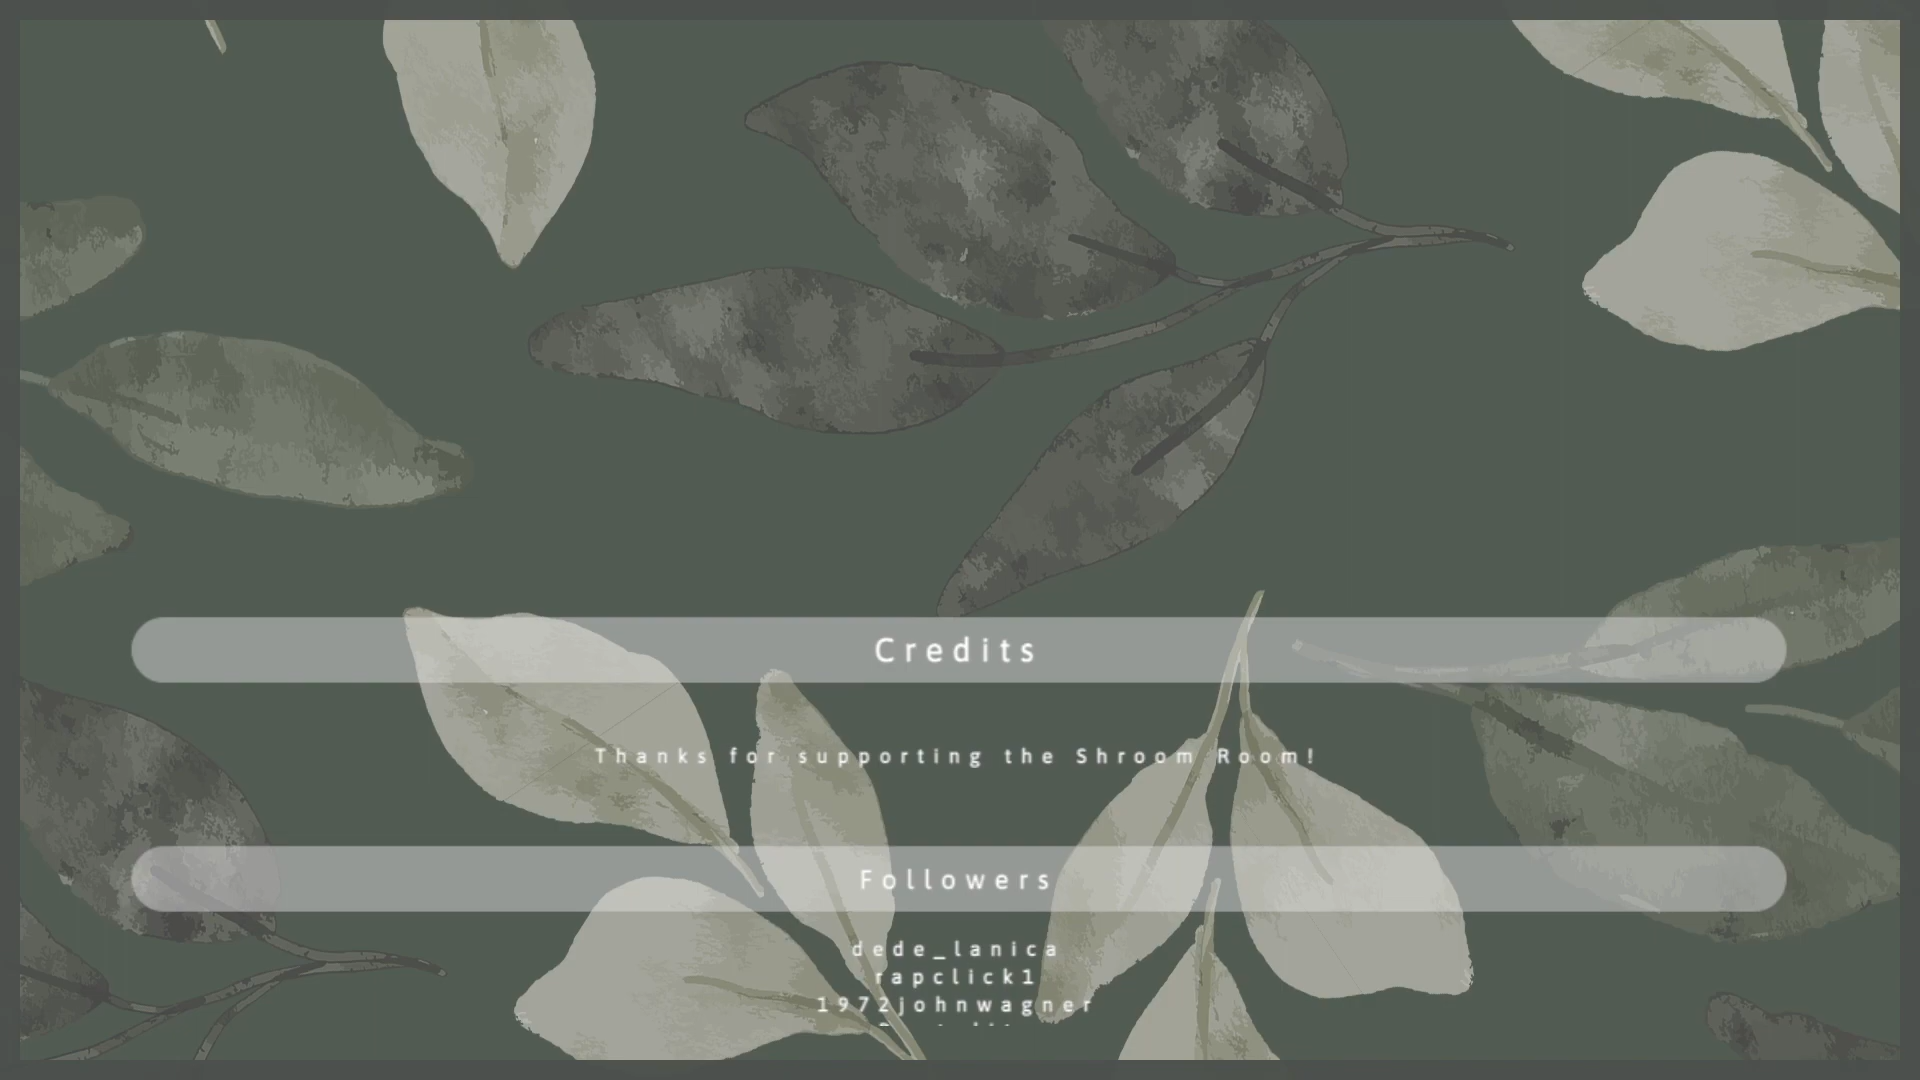 Credits
Thanks for supporting the Shroom Room!
Followers
dede_lanica
rapclick1
1972johnwagner